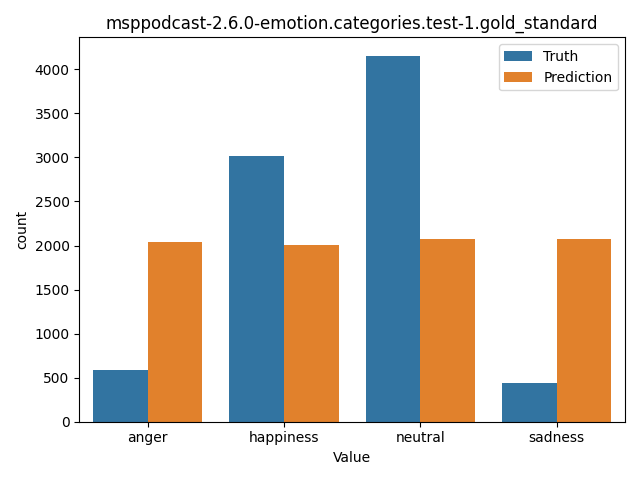 msppodcast-2.6.0-emotion.categories.test-1.gold_standard
Truth
Prediction
4000
3500
3000
2500
2000
1500
1000
500
0
count
anger happiness neutral sadness
Value